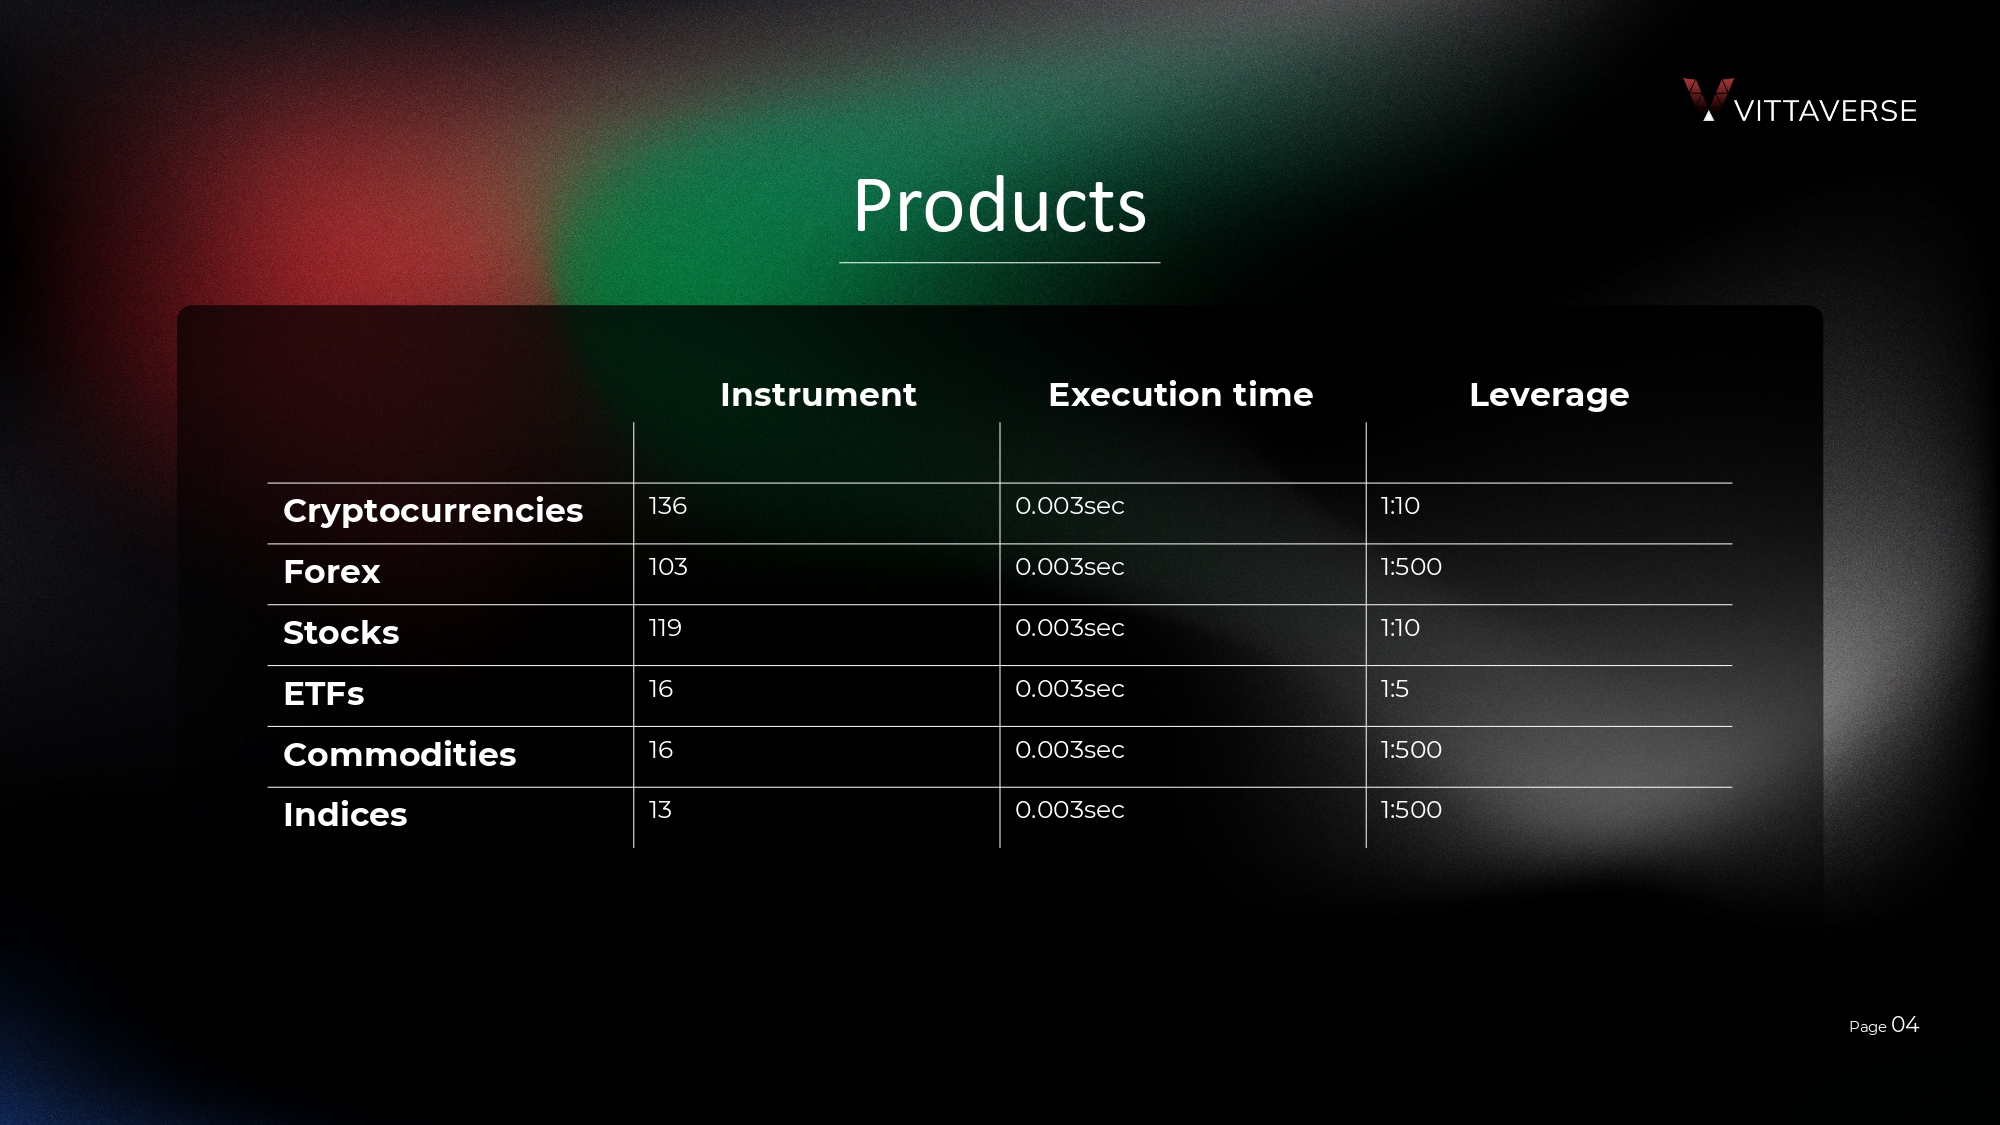 VITTAVERSE
Products
Instrument Execution time Leverage
Cryptocurrencies 136 0.003sec 1:10
Forex 103 0.003sec 1:500
Stocks 119 0.003sec 1:10
ETFs 16 0.003sec 1:5
Commodities 16 0.003sec 1:500
Indices 13 0.003sec 1:500
Page 04